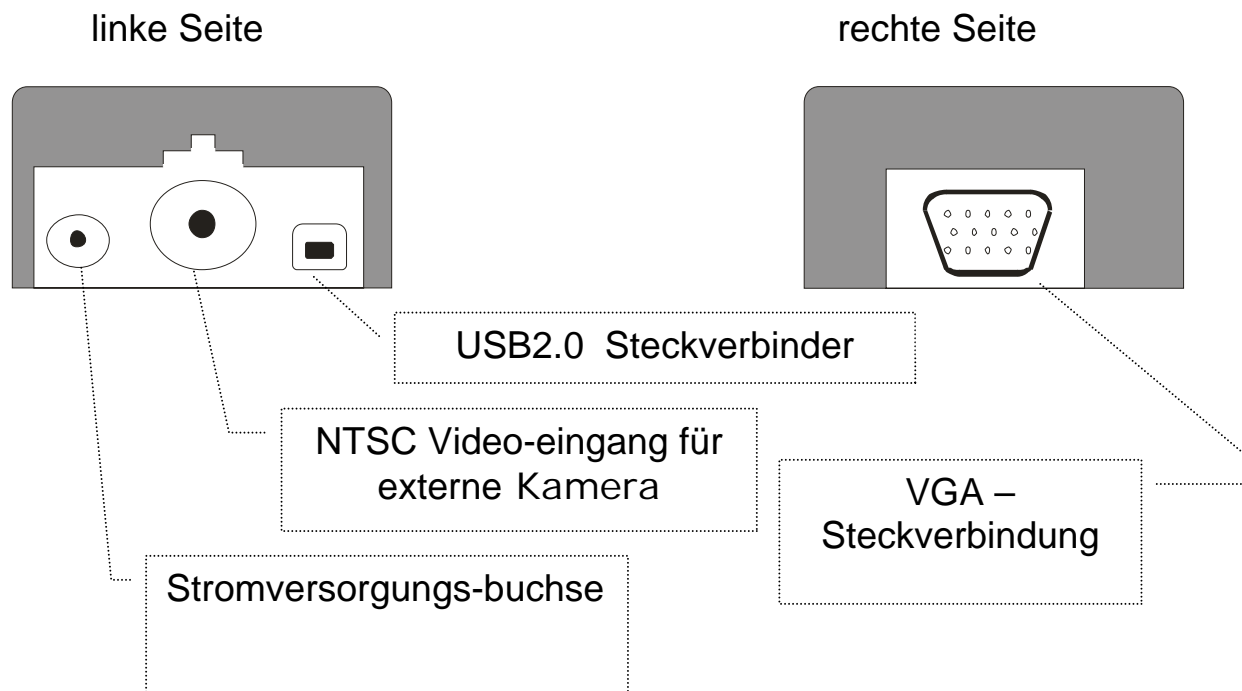 linke Seite
rechte Seite
USB2.0 Steckverbinder
NTSC Video-eingang für
externe Kamera
VGA –
Steckverbindung
Stromversorgungs-buchse